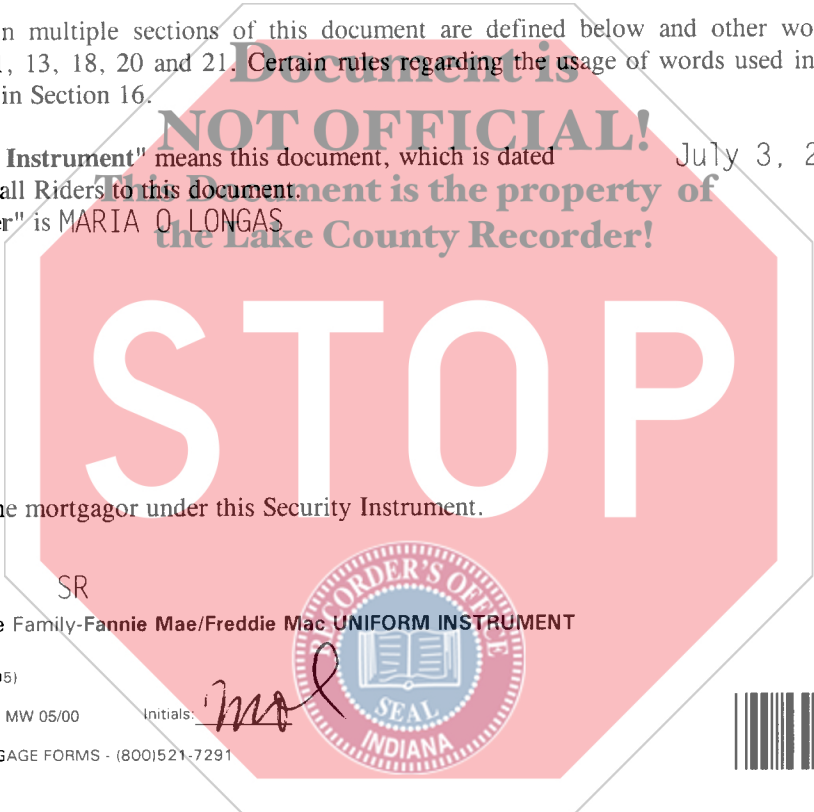 n multiple sections of this document are defined below and other wo
, 13, 18, 20 and 21. Certain rules regarding the usage of words used in
in Section 16.
Document is
NOT OFFICIAL!
This Document is the property of
the Lake County Recorder!
Instrument" means this document, which is dated July 3, 2
all Riders to this document.
r" is MARIA O LONGAS
STOP
e mortgagor under this Security Instrument.
SR
e Family-Fannie Mae/Freddie Mac UNIFORM INSTRUMENT
05)
MW 05/00 Initials: mol
GAGE FORMS - (800)521-7291
RECORDER'S OFFICE
SEAL
INDIANA